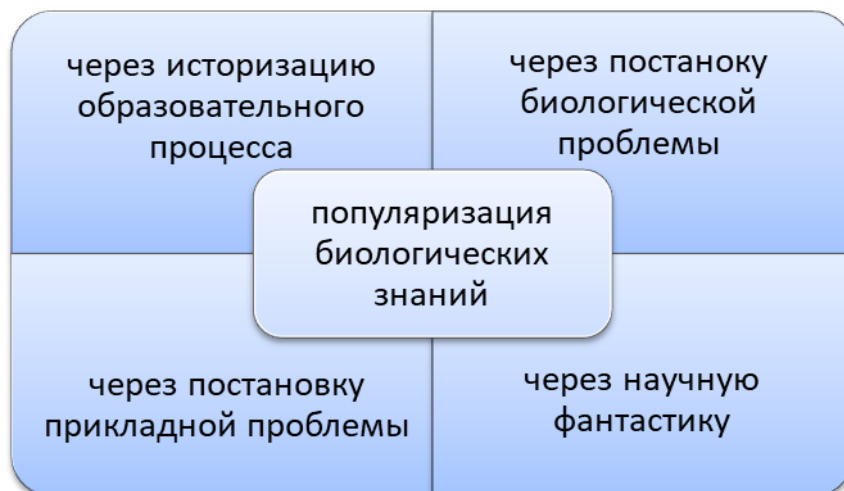 через историзацию
образовательного
процесса
через постаноку
биологической
проблемы
популяризация
биологических
знаний
через постановку
прикладной проблемы
через научную
фантастику